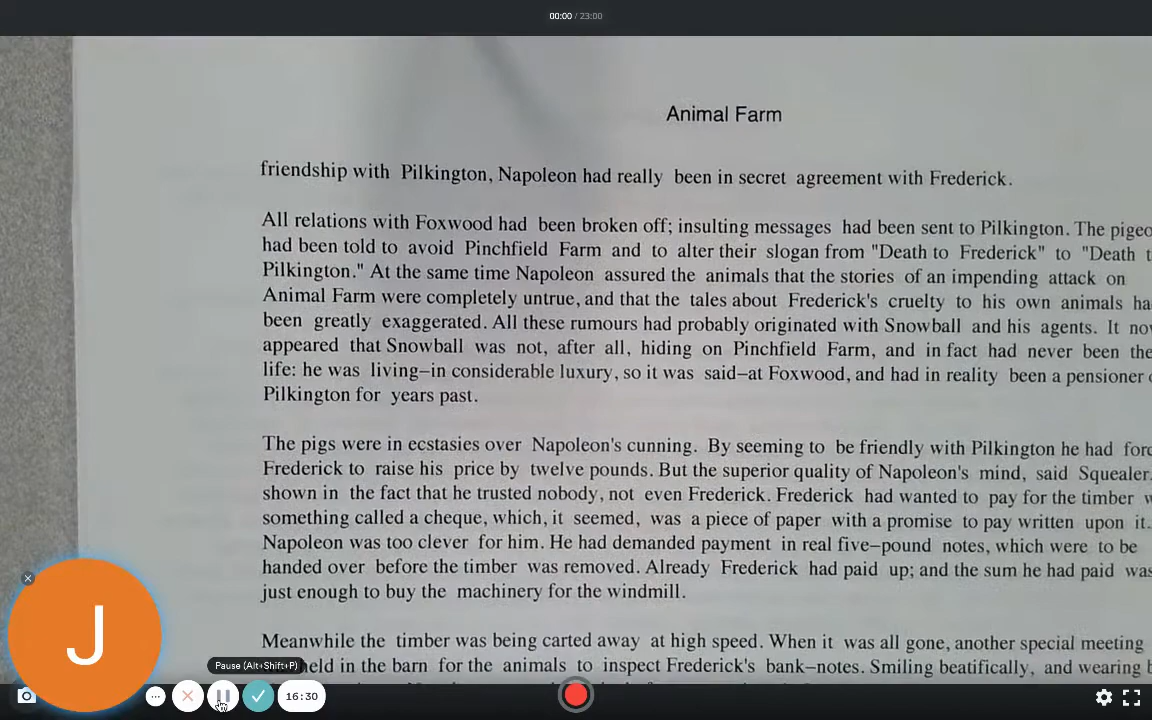 00:00 / 23:00
Animal Farm
friendship with Pilkington, Napoleon had really been in secret agreement with Frederick.
All relations with Foxwood had been broken off; insulting messages had been sent to Pilkington. The
had been told to avoid Pinchfield Farm and to alter their slogan from "Death to Frederick" to "Death
Pilkington." At the same time Napoleon assured the animals that the stories of an impending attack on
Animal Farm were completely untrue, and that the tales about Frederick's cruelty to his own animals
been greatly exaggerated. All these rumours had probably originated with Snowball and his agents. It
appeared that Snowball was not, after all, hiding on Pinchfield Farm, and in fact had never been
life: he was living–in considerable luxury, so it was said–at Foxwood, and had in reality been a pensioner
Pilkington for years past.
The pigs were in ecstasies over Napoleon's cunning. By seeming to be friendly with Pilkington he had
Frederick to raise his price by twelve pounds. But the superior quality of Napoleon's mind, said Squealer,
shown in the fact that he trusted nobody, not even Frederick. Frederick had wanted to pay for the timber
something called a cheque, which, it seemed, was a piece of paper with a promise to pay written upon it.
Napoleon was too clever for him. He had demanded payment in real five–pound notes, which were to be
handed over before the timber was removed. Already Frederick had paid up; and the sum he had paid was
just enough to buy the machinery for the windmill.
Meanwhile the timber was being carted away at high speed. When it was all gone, another special meeting
held in the barn for the animals to inspect Frederick's bank–notes. Smiling beatifically, and wearing
J
Pause (Alt+Shift+P)
16:30